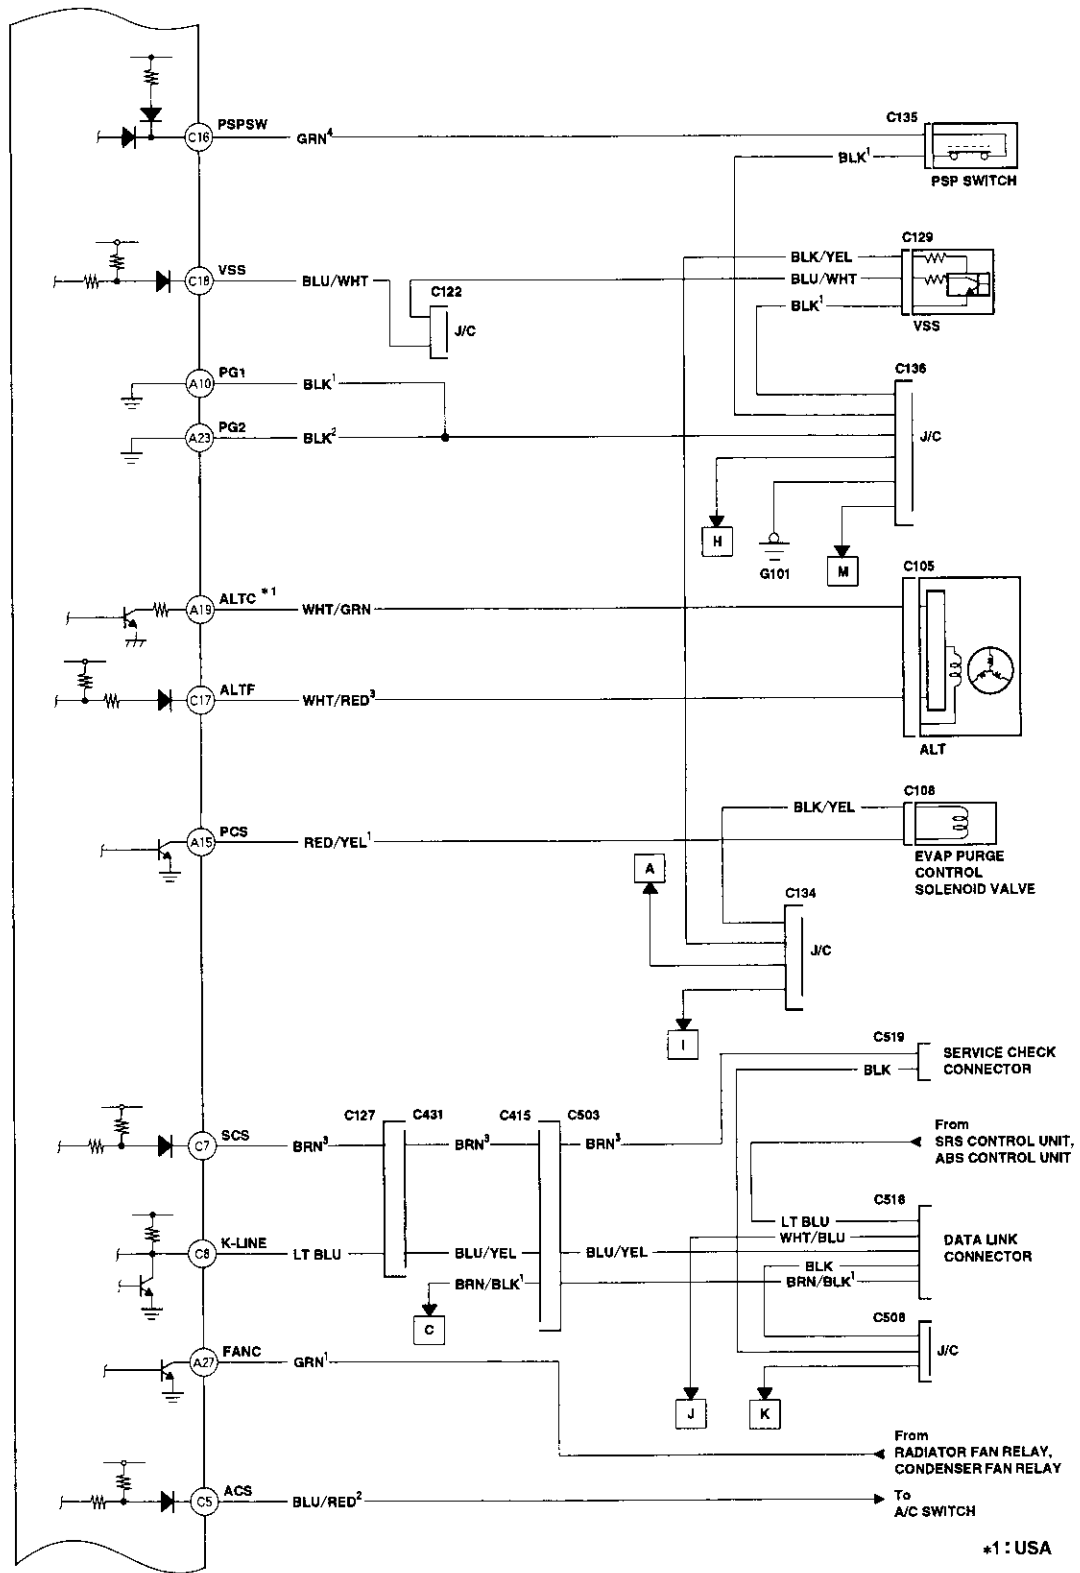 C135
C16 PSPSW GRN⁴
BLK¹
PSP SWITCH
C129
BLK/YEL
C18 VSS BLU/WHT BLU/WHT
C122
J/C
BLK¹
VSS
C136
A10 PG1 BLK¹
A23 PG2 BLK²
J/C
H
G101
M
C105
A19 ALTC *1 WHT/GRN
C17 ALTF WHT/RED³
ALT
C108
BLK/YEL
A15 PCS RED/YEL¹
EVAP PURGE
CONTROL
SOLENOID VALVE
A
C134
J/C
I
C519
SERVICE CHECK
CONNECTOR
BLK
C127 C431 C415 C503
C7 SCS BRN³ BRN³ BRN³
From
SRS CONTROL UNIT,
ABS CONTROL UNIT
C518
LT BLU
WHT/BLU
DATA LINK
CONNECTOR
C8 K-LINE LT BLU BLU/YEL BLU/YEL
BLK
BRN/BLK¹ BRN/BLK¹
C
C508
J/C
A27 FANC GRN¹
J
K
From
RADIATOR FAN RELAY,
CONDENSER FAN RELAY
C5 ACS BLU/RED²
To
A/C SWITCH
*1 : USA